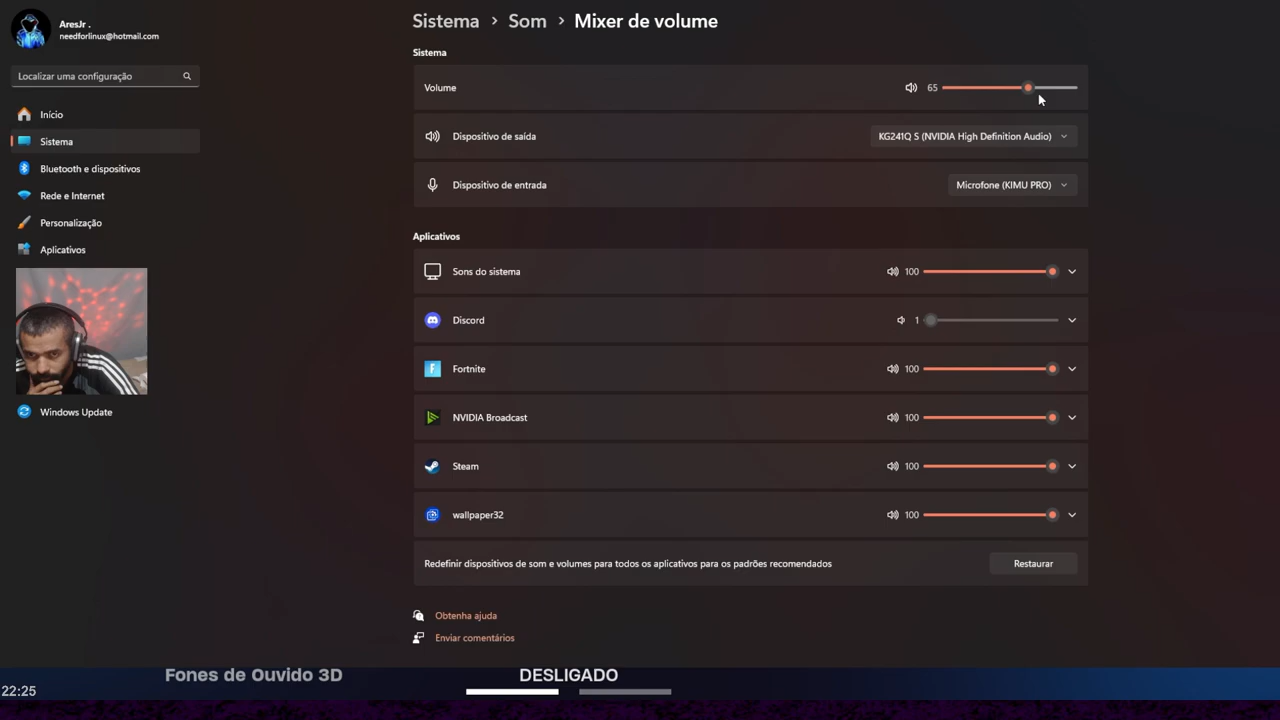 AresJr .
needforlinux@hotmail.com
Localizar uma configuração
Início
Sistema
Bluetooth e dispositivos
Rede e Internet
Personalização
Aplicativos
Windows Update
Sistema > Som > Mixer de volume
Sistema
Volume 65
Dispositivo de saída KG241Q S (NVIDIA High Definition Audio)
Dispositivo de entrada Microfone (KIMU PRO)
Aplicativos
Sons do sistema 100
Discord 1
Fortnite 100
NVIDIA Broadcast 100
Steam 100
wallpaper32 100
Redefinir dispositivos de som e volumes para todos os aplicativos para os padrões recomendados Restaurar
Obtenha ajuda
Enviar comentários
Fones de Ouvido 3D DESLIGADO
22:25